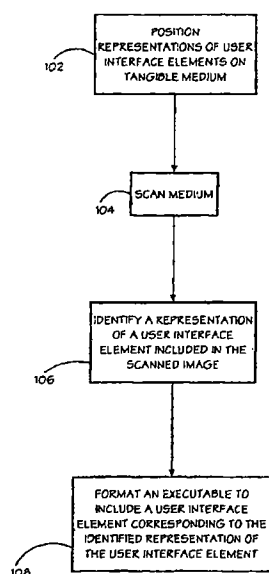 POSITION
REPRESENTATIONS OF USER
INTERFACE ELEMENTS ON
TANGIBLE MEDIUM
102
SCAN MEDIUM
104
IDENTIFY A REPRESENTATION
OF A USER INTERFACE
ELEMENT INCLUDED IN THE
SCANNED IMAGE
106
FORMAT AN EXECUTABLE TO
INCLUDE A USER INTERFACE
ELEMENT CORRESPONDING TO THE
IDENTIFIED REPRESENTATION OF
THE USER INTERFACE ELEMENT
108